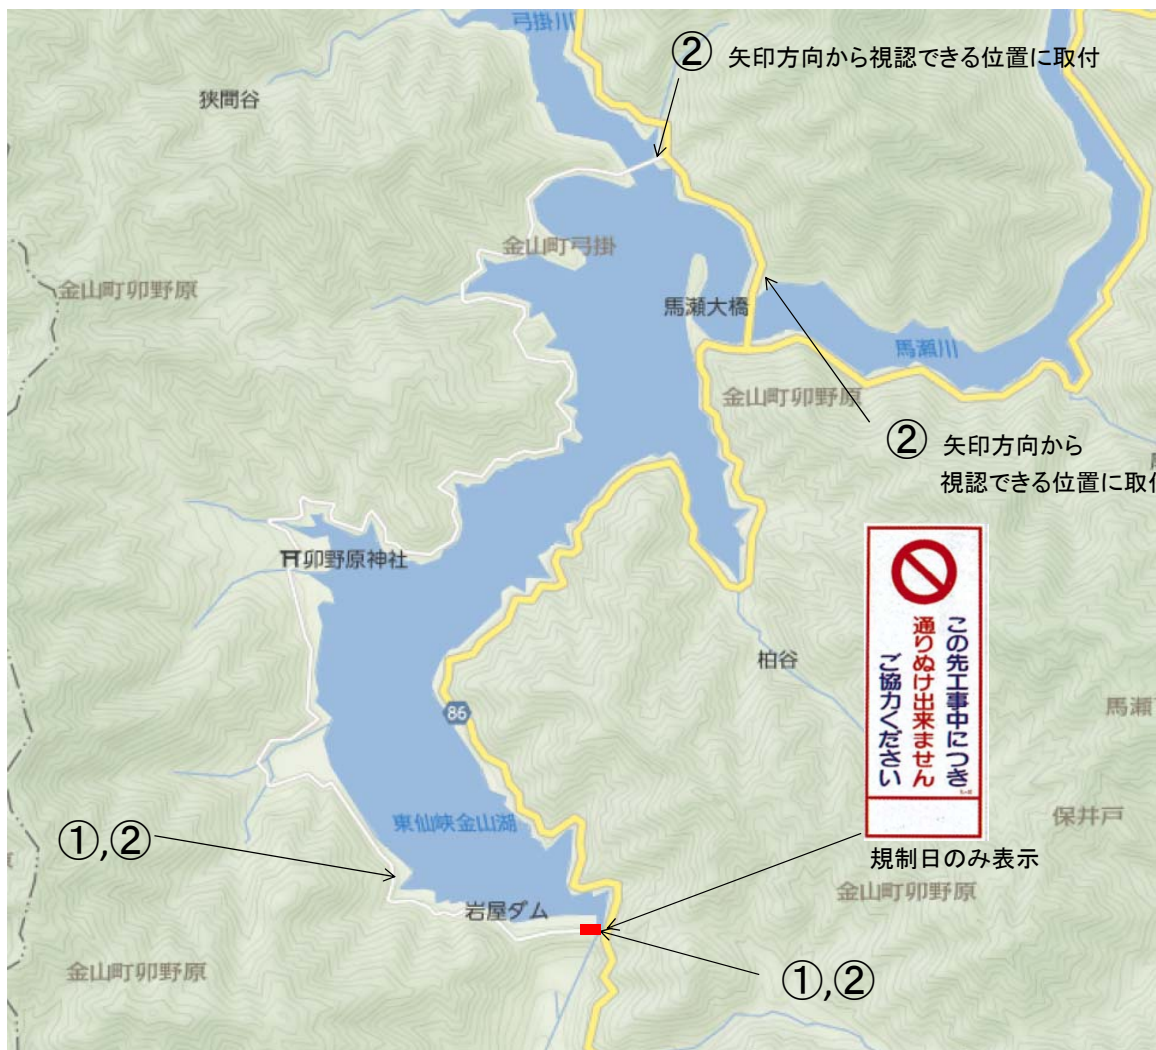 弓掛川
② 矢印方向から視認できる位置に取付
狭間谷
金山町弓掛
金山町卯野原
馬瀬大橋
馬瀬川
金山町卯野原
② 矢印方向から
視認できる位置に取付
卯野原神社
この先工事中につき
通りぬけ出来ません
ご協力ください
柏谷
馬瀬
86
東仙峡金山湖
保井戸
①,②
規制日のみ表示
金山町卯野原
岩屋ダム
金山町卯野原
①,②